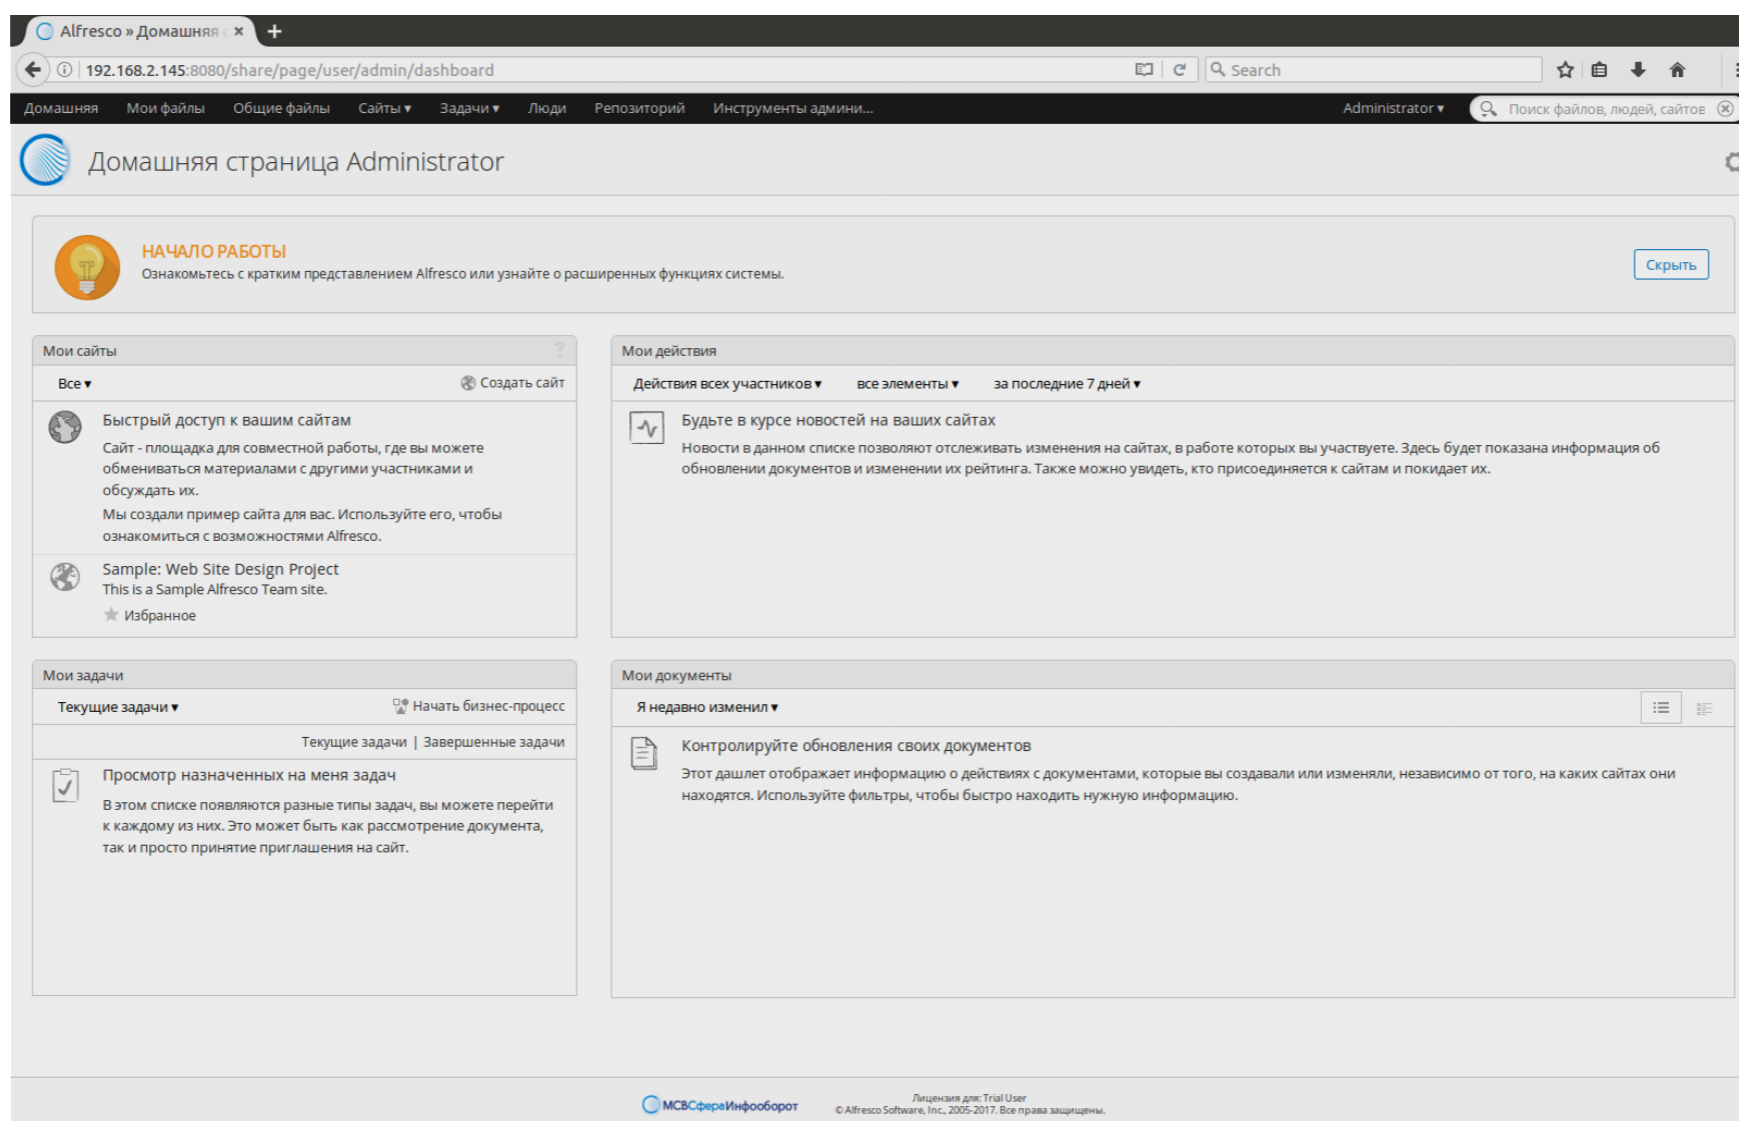 Alfresco » Домашняя
192.168.2.145:8080/share/page/user/admin/dashboard
Search
Домашняя Мои файлы Общие файлы Сайты ▾ Задачи ▾ Люди Репозиторий Инструменты админи... Administrator ▾ Поиск файлов, людей, сайтов
Домашняя страница Administrator
НАЧАЛО РАБОТЫ
Ознакомьтесь с кратким представлением Alfresco или узнайте о расширенных функциях системы.
Скрыть
Мои сайты
Все ▾ Создать сайт
Быстрый доступ к вашим сайтам
Сайт - площадка для совместной работы, где вы можете
обмениваться материалами с другими участниками и
обсуждать их.
Мы создали пример сайта для вас. Используйте его, чтобы
ознакомиться с возможностями Alfresco.
Sample: Web Site Design Project
This is a Sample Alfresco Team site.
Избранное
Мои действия
Действия всех участников ▾ все элементы ▾ за последние 7 дней ▾
Будьте в курсе новостей на ваших сайтах
Новости в данном списке позволяют отслеживать изменения на сайтах, в работе которых вы участвуете. Здесь будет показана информация об
обновлении документов и изменении их рейтинга. Также можно увидеть, кто присоединяется к сайтам и покидает их.
Мои задачи
Текущие задачи ▾ Начать бизнес-процесс
Текущие задачи | Завершенные задачи
Просмотр назначенных на меня задач
В этом списке появляются разные типы задач, вы можете перейти
к каждому из них. Это может быть как рассмотрение документа,
так и просто принятие приглашения на сайт.
Мои документы
Я недавно изменил ▾
Контролируйте обновления своих документов
Этот дашлет отображает информацию о действиях с документами, которые вы создавали или изменяли, независимо от того, на каких сайтах они
находятся. Используйте фильтры, чтобы быстро находить нужную информацию.
МСВСфераИнфооборот
Лицензия для: Trial User
© Alfresco Software, Inc., 2005-2017. Все права защищены.